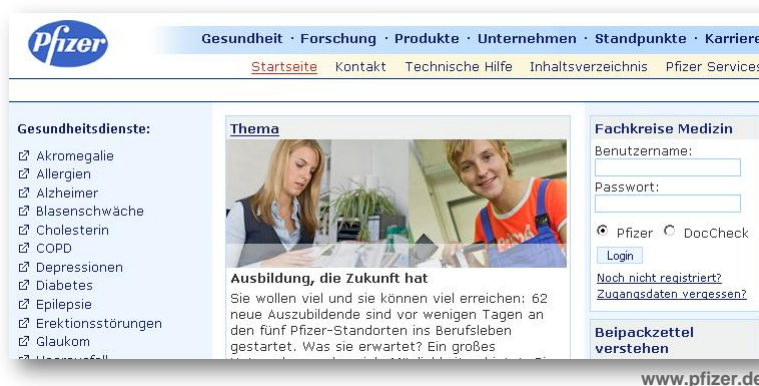 Pfizer
Gesundheit · Forschung · Produkte · Unternehmen · Standpunkte · Karriere
Startseite Kontakt Technische Hilfe Inhaltsverzeichnis Pfizer Services
Gesundheitsdienste:
Akromegalie
Allergien
Alzheimer
Blasenschwäche
Cholesterin
COPD
Depressionen
Diabetes
Epilepsie
Erektionsstörungen
Glaukom
Thema
Ausbildung, die Zukunft hat
Sie wollen viel und sie können viel erreichen: 62
neue Auszubildende sind vor wenigen Tagen an
den fünf Pfizer-Standorten ins Berufsleben
gestartet. Was sie erwartet? Ein großes
Fachkreise Medizin
Benutzername:
Passwort:
Pfizer DocCheck
Login
Noch nicht registriert?
Zugangsdaten vergessen?
Beipackzettel
verstehen
www.pfizer.de